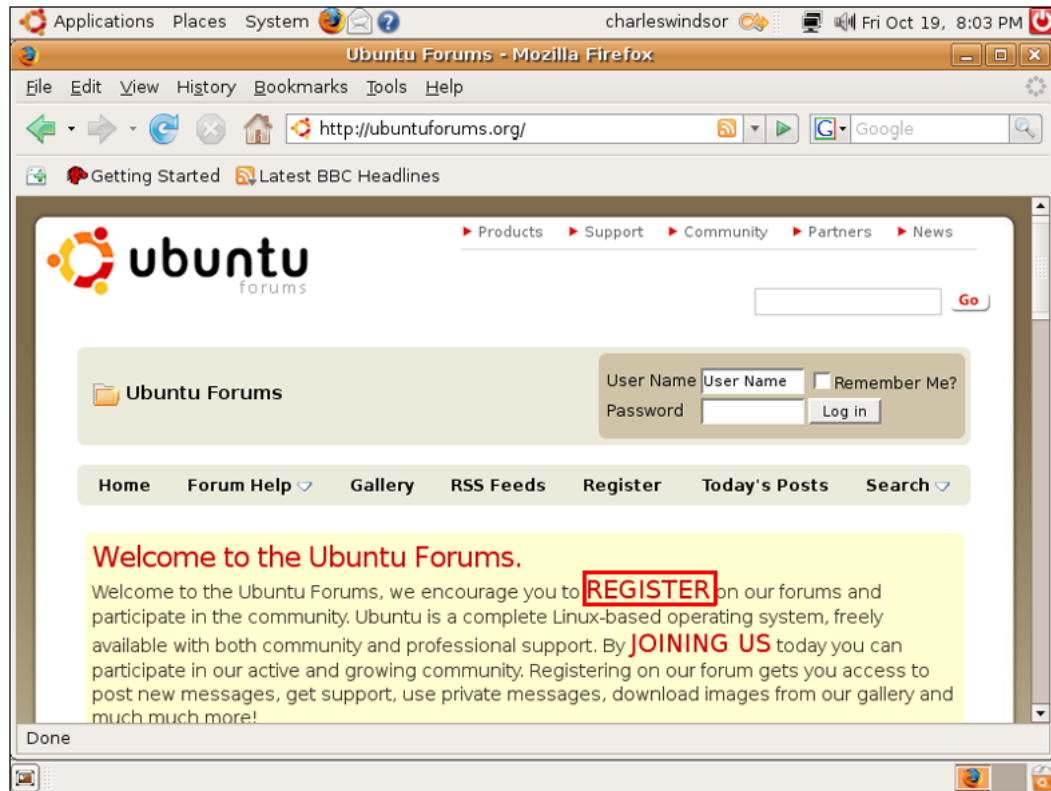 Applications Places System charleswindsor Fri Oct 19, 8:03 PM
Ubuntu Forums - Mozilla Firefox
File Edit View History Bookmarks Tools Help
http://ubuntuforums.org/ G Google
Getting Started Latest BBC Headlines
Products Support Community Partners News
ubuntu
forums
Go
Ubuntu Forums
User Name User Name Remember Me?
Password Log in
Home Forum Help Gallery RSS Feeds Register Today's Posts Search
Welcome to the Ubuntu Forums.
Welcome to the Ubuntu Forums, we encourage you to REGISTER on our forums and
participate in the community. Ubuntu is a complete Linux-based operating system, freely
available with both community and professional support. By JOINING US today you can
participate in our active and growing community. Registering on our forum gets you access to
post new messages, get support, use private messages, download images from our gallery and
much much more!
Done